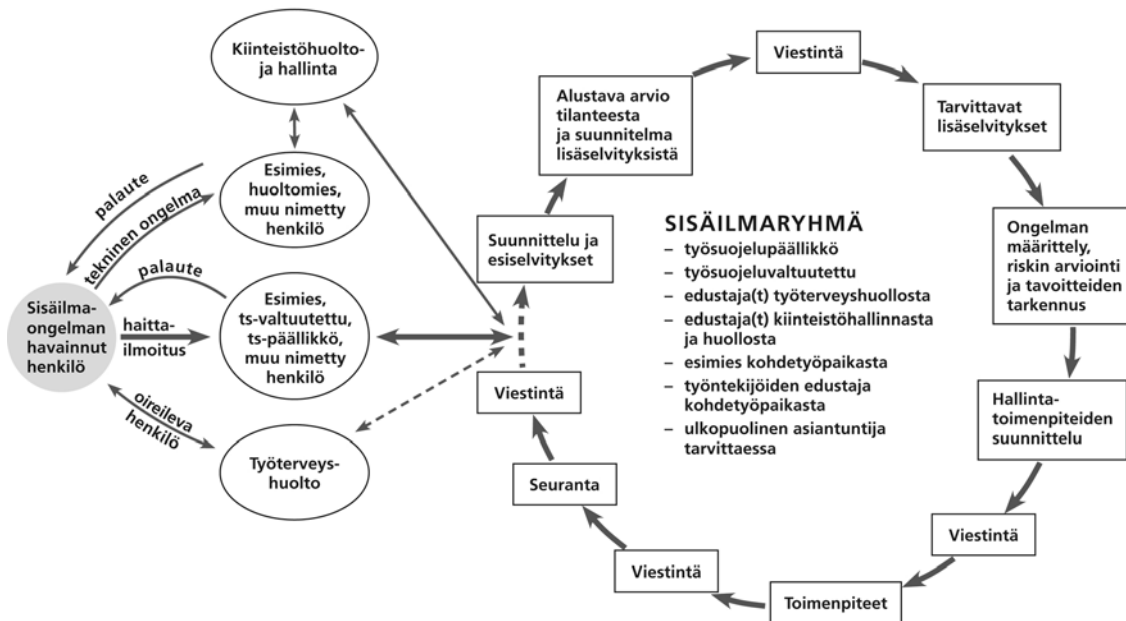 Kiinteistöhuolto-
ja hallinta
Esimies,
huoltomies,
muu nimetty
henkilö
palaute
tekninen ongelma
palaute
Sisäilma-
ongelman
havainnut
henkilö
haitta-
ilmoitus
Esimies,
ts-valtuutettu,
ts-päällikkö,
muu nimetty
henkilö
oireileva
henkilö
Työterveys-
huolto
Suunnittelu ja
esiselvitykset
Alustava arvio
tilanteesta
ja suunnitelma
lisäselvityksistä
Viestintä
Tarvittavat
lisäselvitykset
Ongelman
määrittely,
riskin arviointi
ja tavoitteiden
tarkennus
Hallinta-
toimenpiteiden
suunnittelu
Viestintä
Toimenpiteet
Viestintä
Seuranta
Viestintä
SISÄILMARYHMÄ
– työsuojelupäällikkö
– työsuojeluvaltuutettu
– edustaja(t) työterveyshuollosta
– edustaja(t) kiinteistöhallinnasta
ja huollosta
– esimies kohdetyöpaikasta
– työntekijöiden edustaja
kohdetyöpaikasta
– ulkopuolinen asiantuntija
tarvittaessa